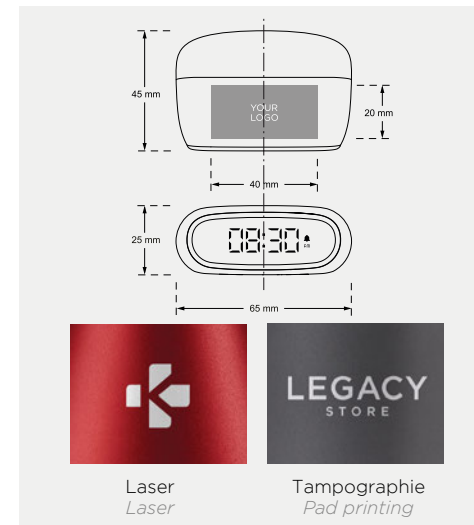 45 mm
YOUR
LOGO
20 mm
40 mm
25 mm
08:30
65 mm
LEGACY
STORE
Laser
Laser
Tampographie
Pad printing